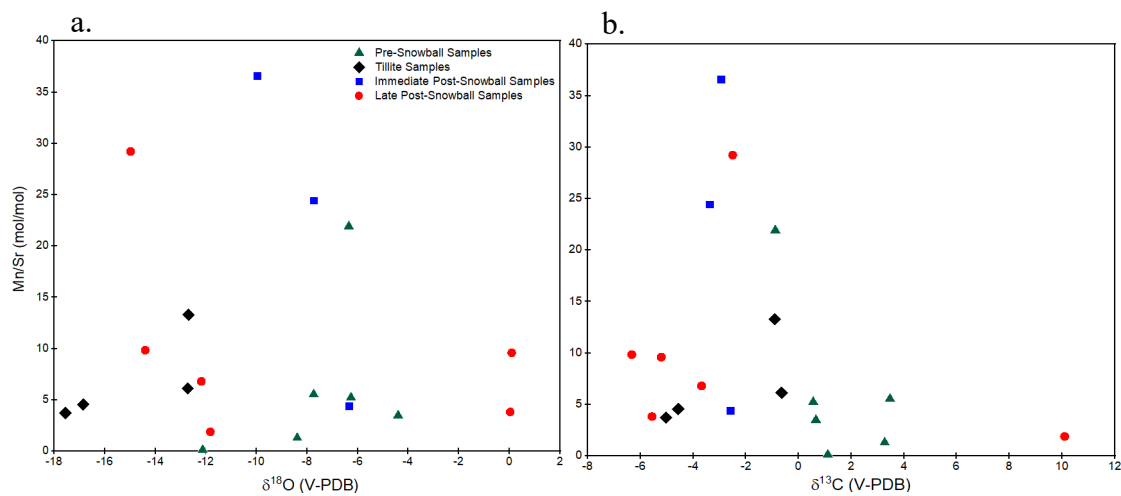 a.
b.
40
35
30
25
20
15
10
5
0
Mn/Sr (mol/mol)
Pre-Snowball Samples
Tillite Samples
Immediate Post-Snowball Samples
Late Post-Snowball Samples
-18 -16 -14 -12 -10 -8 -6 -4 -2 0 2
δ¹⁸O (V-PDB)
40
35
30
25
20
15
10
5
0
-8 -6 -4 -2 0 2 4 6 8 10 12
δ¹³C (V-PDB)